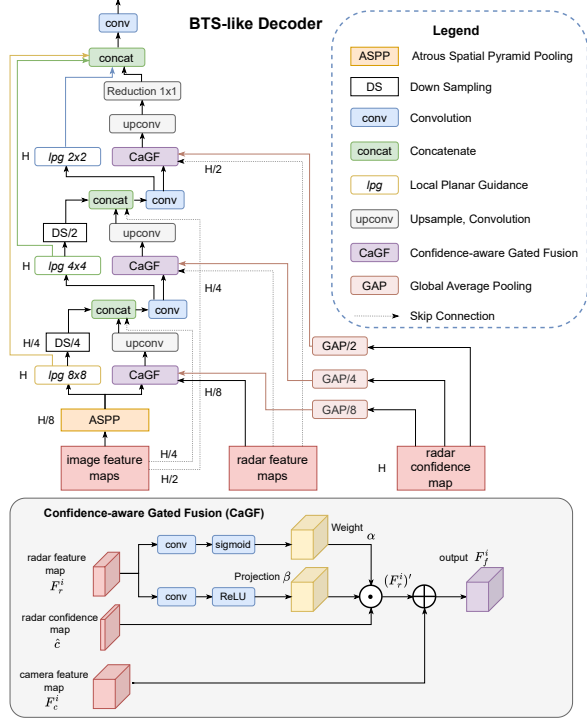 BTS-like Decoder
conv
concat
Reduction 1x1
upconv
H
lpg 2x2
CaGF
H/2
concat
conv
DS/2
upconv
H
lpg 4x4
CaGF
H/4
concat
conv
H/4
DS/4
upconv
H
lpg 8x8
CaGF
H/8
H/8
ASPP
image feature
maps
H/4
H/2
radar feature
maps
GAP/2
GAP/4
GAP/8
H
radar
confidence
map
Legend
ASPP Atrous Spatial Pyramid Pooling
DS Down Sampling
conv Convolution
concat Concatenate
lpg Local Planar Guidance
upconv Upsample, Convolution
CaGF Confidence-aware Gated Fusion
GAP Global Average Pooling
Skip Connection
Confidence-aware Gated Fusion (CaGF)
radar feature
map
F_r^i
conv
sigmoid
Weight
α
conv
ReLU
Projection β
(F_r^i)′
output F_f^i
radar confidence
map
ĉ
camera feature
map
F_c^i